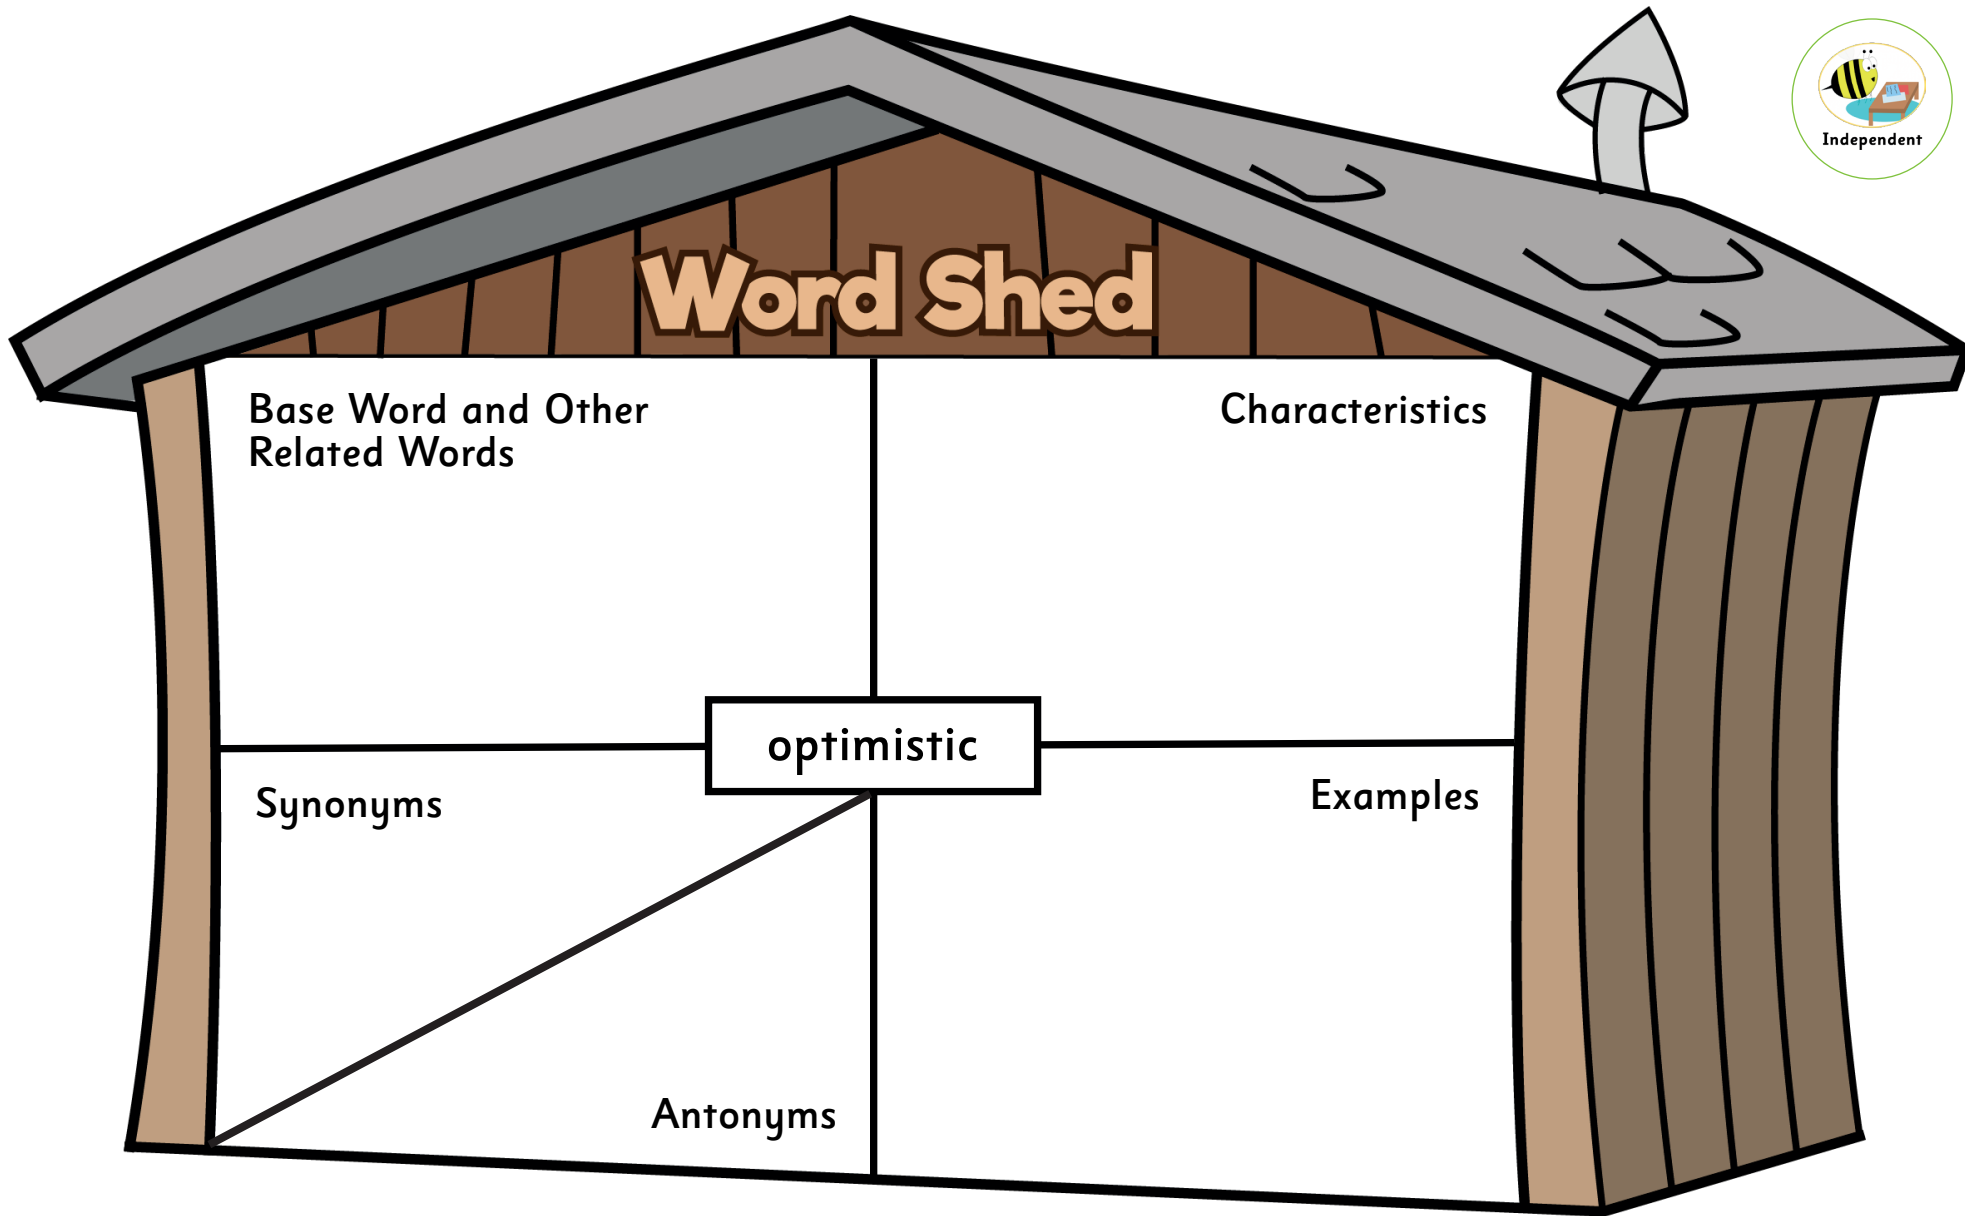 Independent
Word Shed
Base Word and Other
Related Words
Characteristics
optimistic
Synonyms
Examples
Antonyms